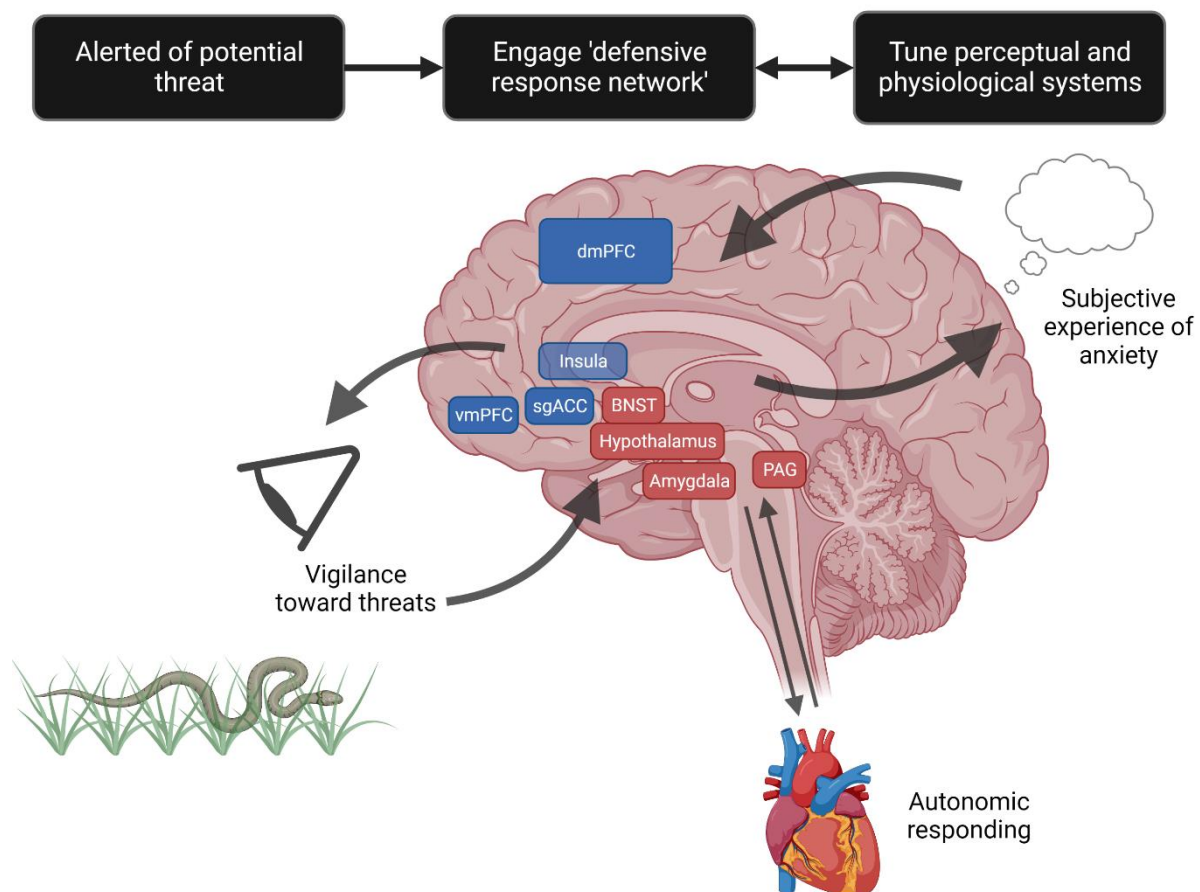 Alerted of potential
threat
Engage 'defensive
response network'
Tune perceptual and
physiological systems
dmPFC
Subjective
experience of
anxiety
Insula
vmPFC
sgACC
BNST
Hypothalamus
Amygdala
PAG
Vigilance
toward threats
Autonomic
responding